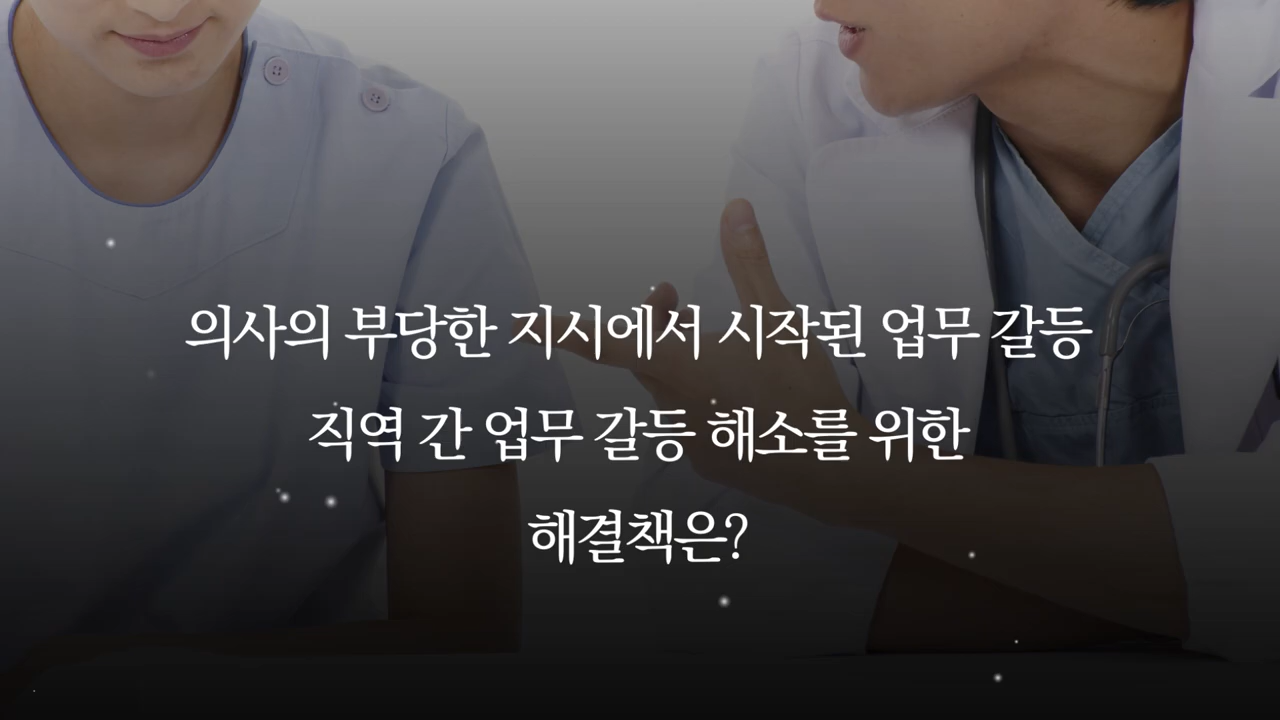 의사의 부당한 지시에서 시작된 업무 갈등
직역 간 업무 갈등 해소를 위한
해결책은?